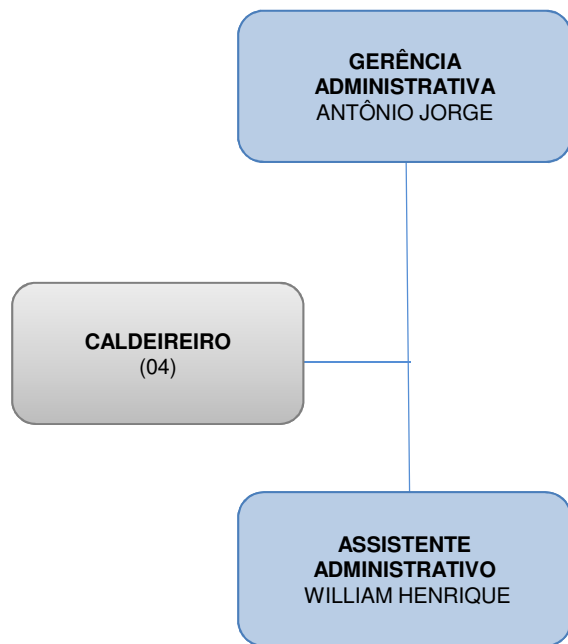 GERÊNCIA
ADMINISTRATIVA
ANTÔNIO JORGE
CALDEIREIRO
(04)
ASSISTENTE
ADMINISTRATIVO
WILLIAM HENRIQUE